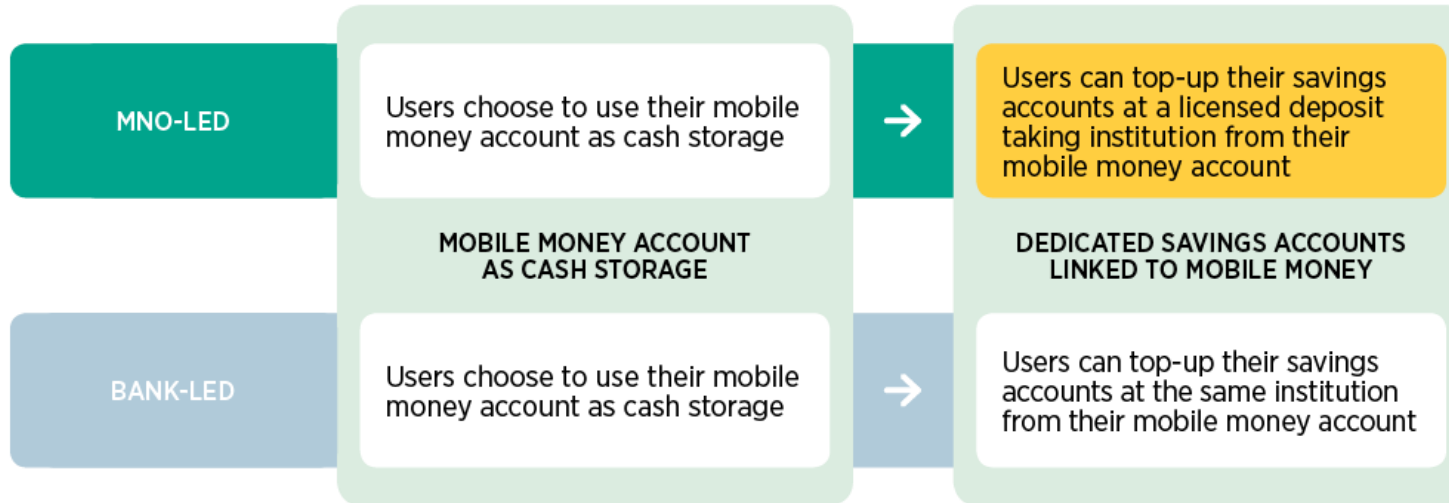 MNO-LED
Users choose to use their mobile
money account as cash storage
Users can top-up their savings
accounts at a licensed deposit
taking institution from their
mobile money account
MOBILE MONEY ACCOUNT
AS CASH STORAGE
DEDICATED SAVINGS ACCOUNTS
LINKED TO MOBILE MONEY
BANK-LED
Users choose to use their mobile
money account as cash storage
Users can top-up their savings
accounts at the same institution
from their mobile money account